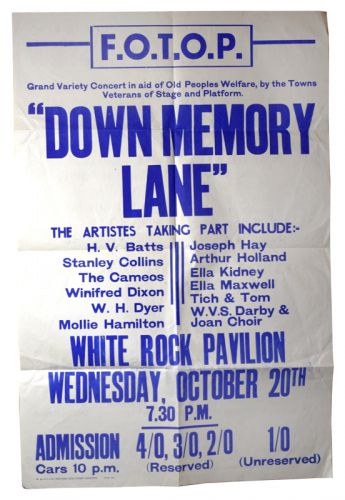 F.O.T.O.P.
Grand Variety Concert in aid of Old Peoples Welfare, by the Towns
Veterans of Stage and Platform.
"DOWN MEMORY
LANE"
THE ARTISTES TAKING PART INCLUDE:-
H. V. Batts
Stanley Collins
The Cameos
Winifred Dixon
W. H. Dyer
Mollie Hamilton
Joseph Hay
Arthur Holland
Ella Kidney
Ella Maxwell
Tich & Tom
W.V.S. Darby &
Joan Choir
WHITE ROCK PAVILION
WEDNESDAY, OCTOBER 20TH
7.30 P.M.
ADMISSION 4/0, 3/0, 2/0 1/0
Cars 10 p.m. (Reserved) (Unreserved)